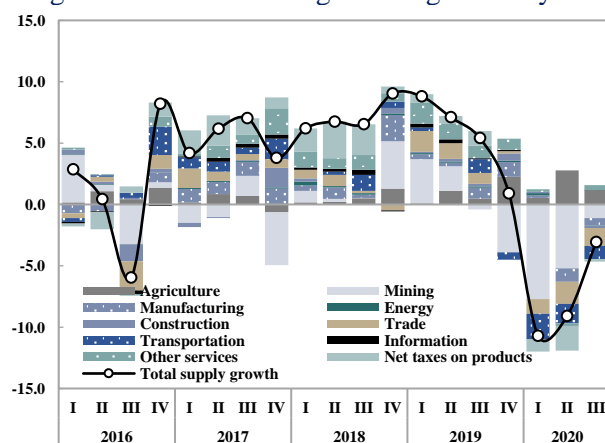 15.0
10.0
5.0
0.0
-5.0
Agriculture Mining
Manufacturing Energy
Construction Trade
-10.0
Transportation Information
Other services Net taxes on products
Total supply growth
-15.0
I II III IV I II III IV I II III IV I II III IV I II III
2016 2017 2018 2019 2020